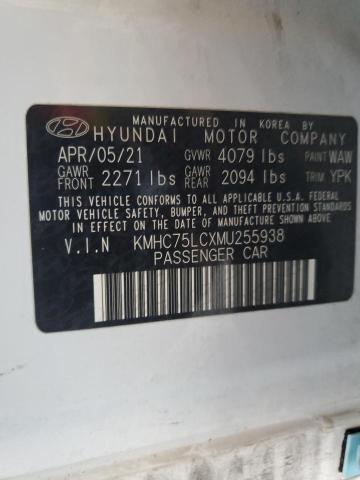 MANUFACTURED IN KOREA BY
HYUNDAI MOTOR COMPANY
APR/05/21 GVWR 4079 lbs PAINT WAW
GAWR FRONT 2271 lbs GAWR REAR 2094 lbs TRIM YPK
THIS VEHICLE CONFORMS TO ALL APPLICABLE U.S.A FEDERAL
MOTOR VEHICLE SAFETY, BUMPER, AND THEFT PREVENTION
STANDARDS IN EFFECT ON THE DATE OF MANUFACTURE SHOWN ABOVE.
V.I.N KMHC75LCXMU255938
PASSENGER CAR